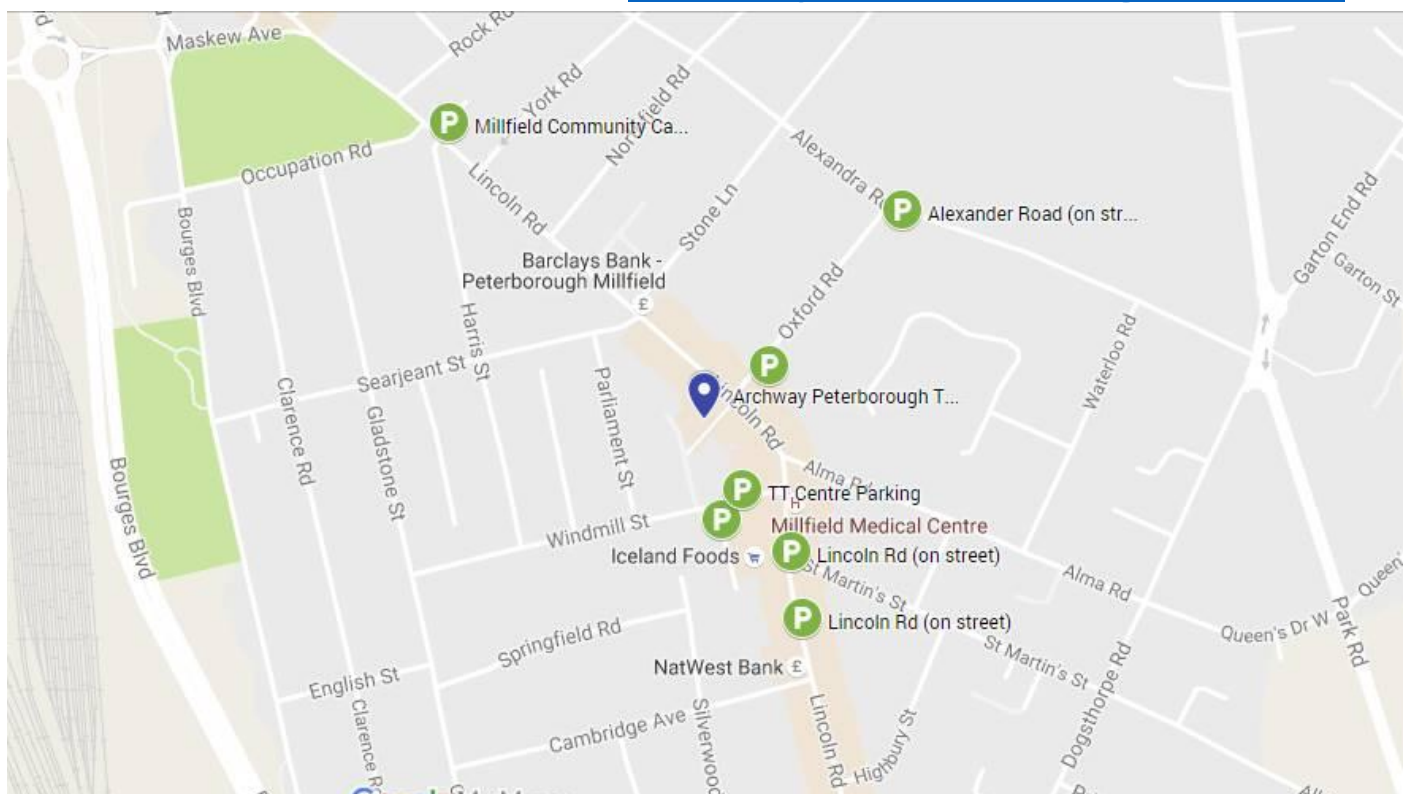 Maskew Ave
Rock Rd
York Rd
Millfield Community Ca...
Occupation Rd
Lincoln Rd
Stone Ln
Alexandra R
Alexander Road (on str...
Garton End Rd
Garton St
Bourges Blvd
Barclays Bank -
Peterborough Millfield
£
Harris St
Oxford Rd
Waterloo Rd
Searjeant St
Parliament St
Clarence Rd
Gladstone St
Archway Peterborough T...
Lincoln Rd
Bourges Blvd
Alma Rd
TT Centre Parking
H
Windmill St
Millfield Medical Centre
Iceland Foods
Lincoln Rd (on street)
St Martin's St
Alma Rd
Queen'
Lincoln Rd (on street)
Queen's Dr W
Park Rd
Springfield Rd
St Martin's St
NatWest Bank £
English St
Dogsthorpe Rd
Clarence R
Cambridge Ave
Silverwood
Lincoln Rd
Highbury St
P
P
P
P
P
P
P